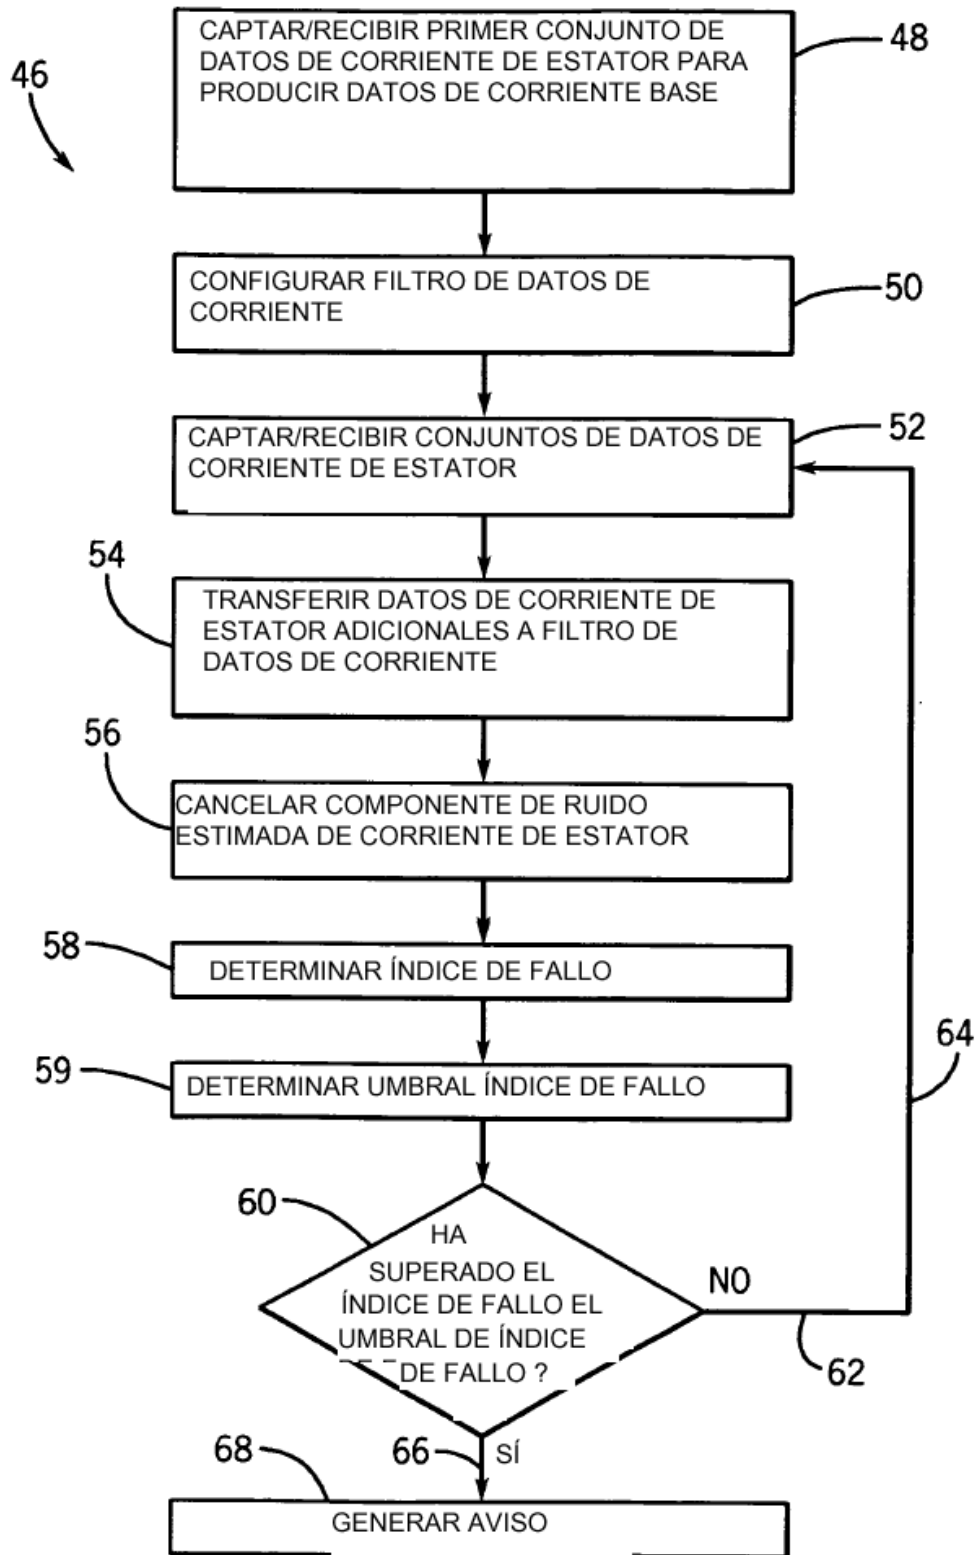 CAPTAR/RECIBIR PRIMER CONJUNTO DE
DATOS DE CORRIENTE DE ESTATOR PARA
PRODUCIR DATOS DE CORRIENTE BASE
48
46
CONFIGURAR FILTRO DE DATOS DE
CORRIENTE
50
CAPTAR/RECIBIR CONJUNTOS DE DATOS DE
CORRIENTE DE ESTATOR
52
54
TRANSFERIR DATOS DE CORRIENTE DE
ESTATOR ADICIONALES A FILTRO DE
DATOS DE CORRIENTE
56
CANCELAR COMPONENTE DE RUIDO
ESTIMADA DE CORRIENTE DE ESTATOR
58
DETERMINAR ÍNDICE DE FALLO
59
DETERMINAR UMBRAL ÍNDICE DE FALLO
64
60
HA
SUPERADO EL
ÍNDICE DE FALLO EL
UMBRAL DE ÍNDICE
DE FALLO ?
NO
62
66
SÍ
68
GENERAR AVISO